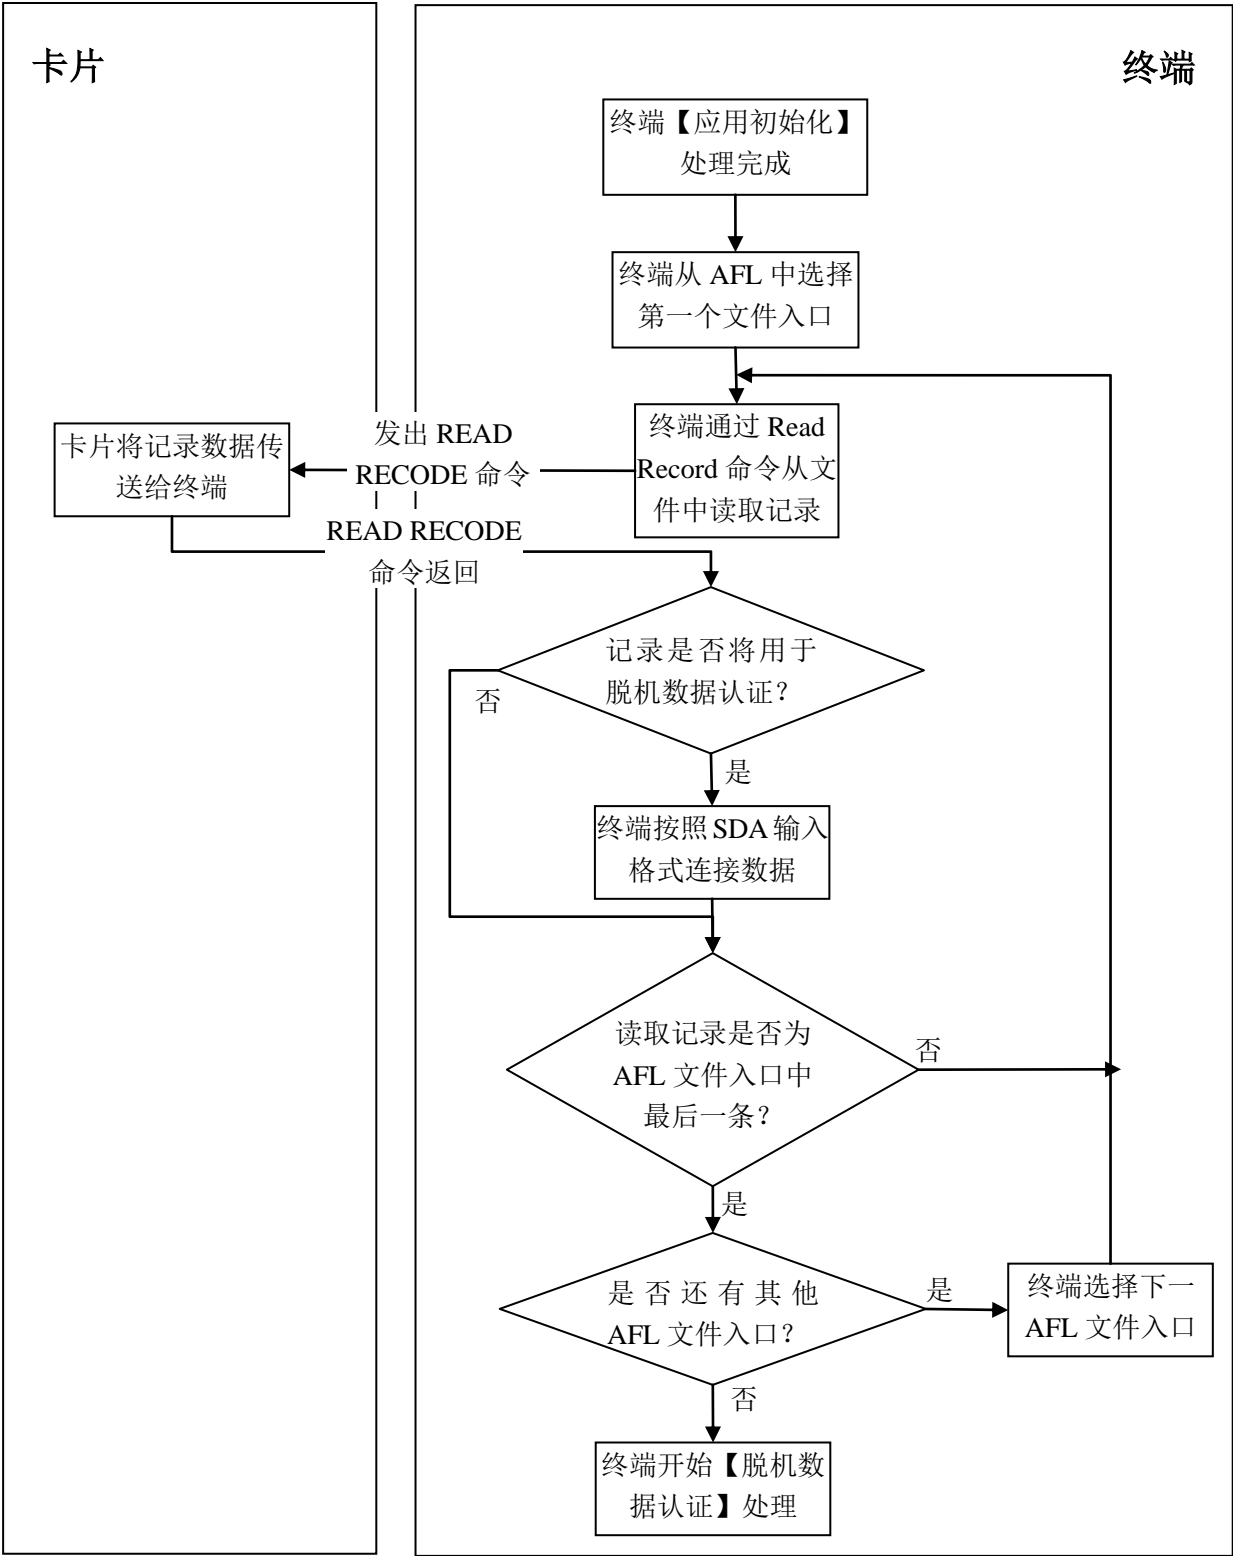 卡片
终端
终端【应用初始化】
处理完成
终端从 AFL 中选择
第一个文件入口
终端通过 Read
Record 命令从文
件中读取记录
发出 READ
RECODE 命令
卡片将记录数据传
送给终端
READ RECODE
命令返回
记录是否将用于
脱机数据认证？
否
是
终端按照 SDA 输入
格式连接数据
读取记录是否为
AFL 文件入口中
最后一条？
否
是
是否还有其他
AFL 文件入口？
是
终端选择下一
AFL 文件入口
否
终端开始【脱机数
据认证】处理